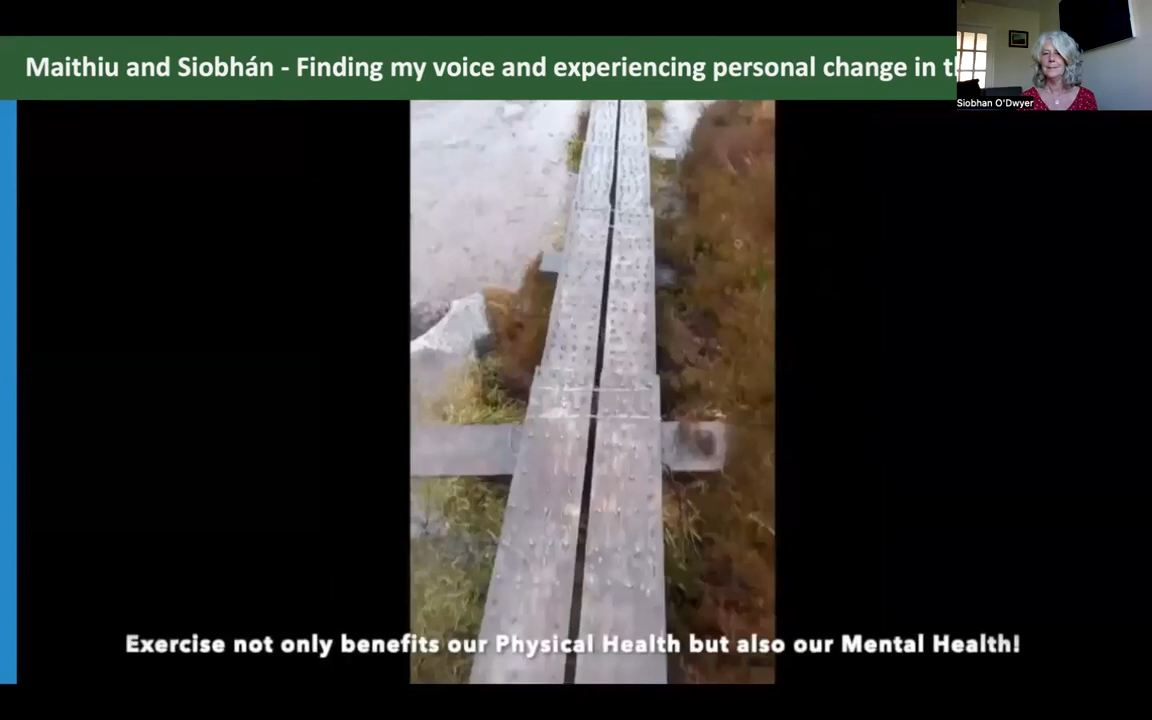 Maithiu and Siobhán - Finding my voice and experiencing personal change in t
Siobhan O'Dwyer
Exercise not only benefits our Physical Health but also our Mental Health!